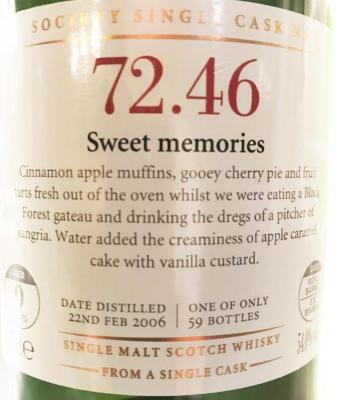 SOCIETY SINGLE CASK N
72.46
Sweet memories
Cinnamon apple muffins, gooey cherry pie and fruit
tarts fresh out of the oven whilst we were eating a Black
Forest gateau and drinking the dregs of a pitcher of
sangria. Water added the creaminess of apple caramel
cake with vanilla custard.
AGED
9
DATE DISTILLED
22ND FEB 2006
ONE OF ONLY
59 BOTTLES
SINGLE MALT SCOTCH WHISKY
FROM A SINGLE CASK